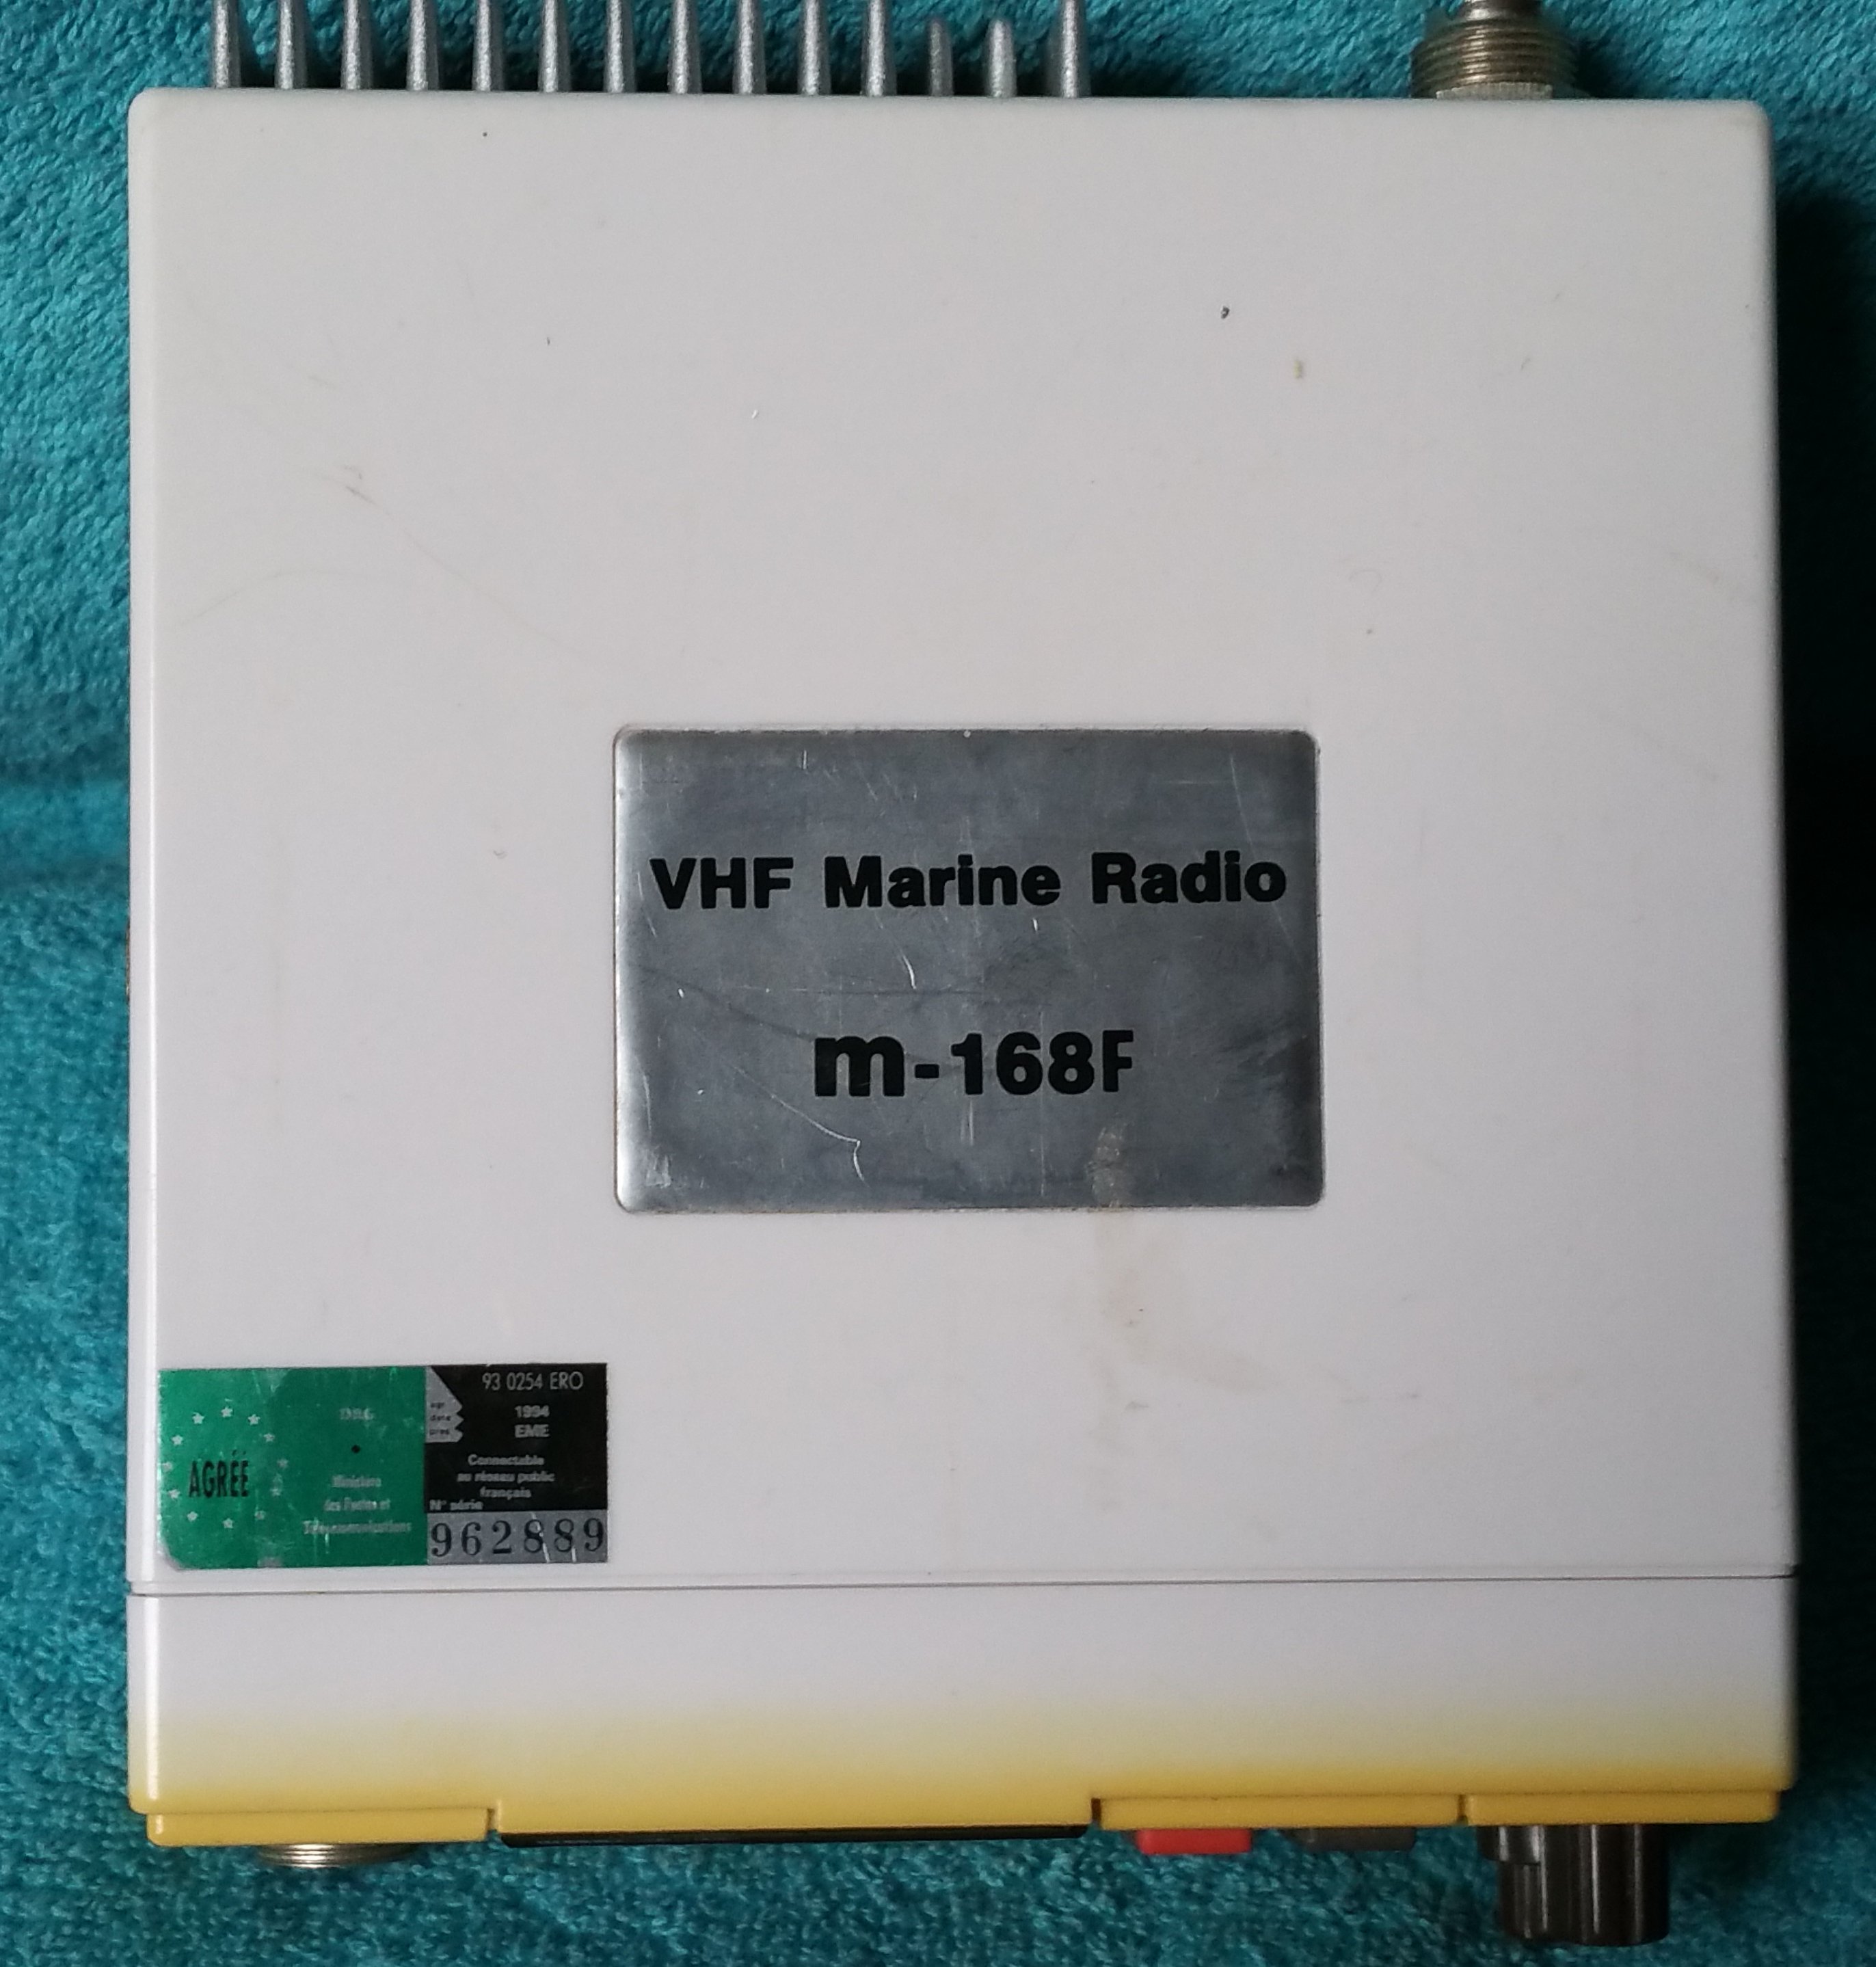 VHF Marine Radio
m-168F
AGRÉÉ
Ministère
des Postes et
Télécommunications
93 0254 ERO
1994
EME
Connectable
au réseau public
français
N° série
962889